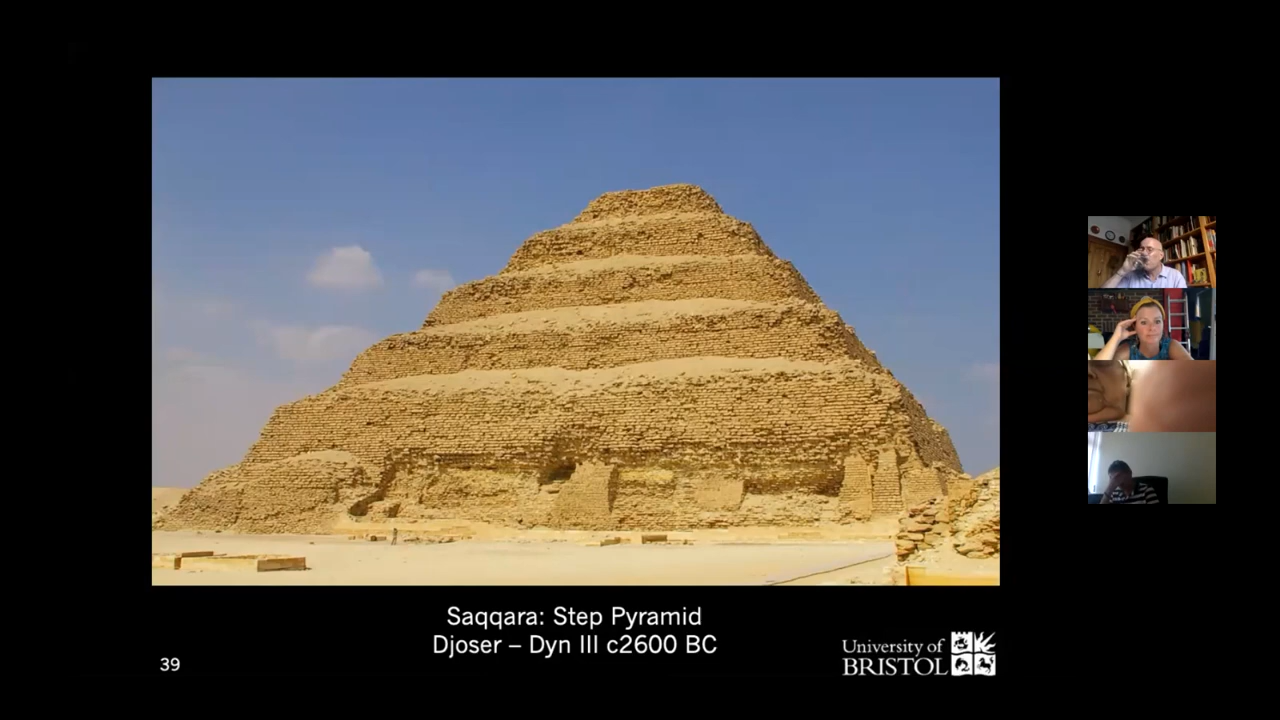 Saqqara: Step Pyramid
Djoser – Dyn III c2600 BC
39
University of
BRISTOL